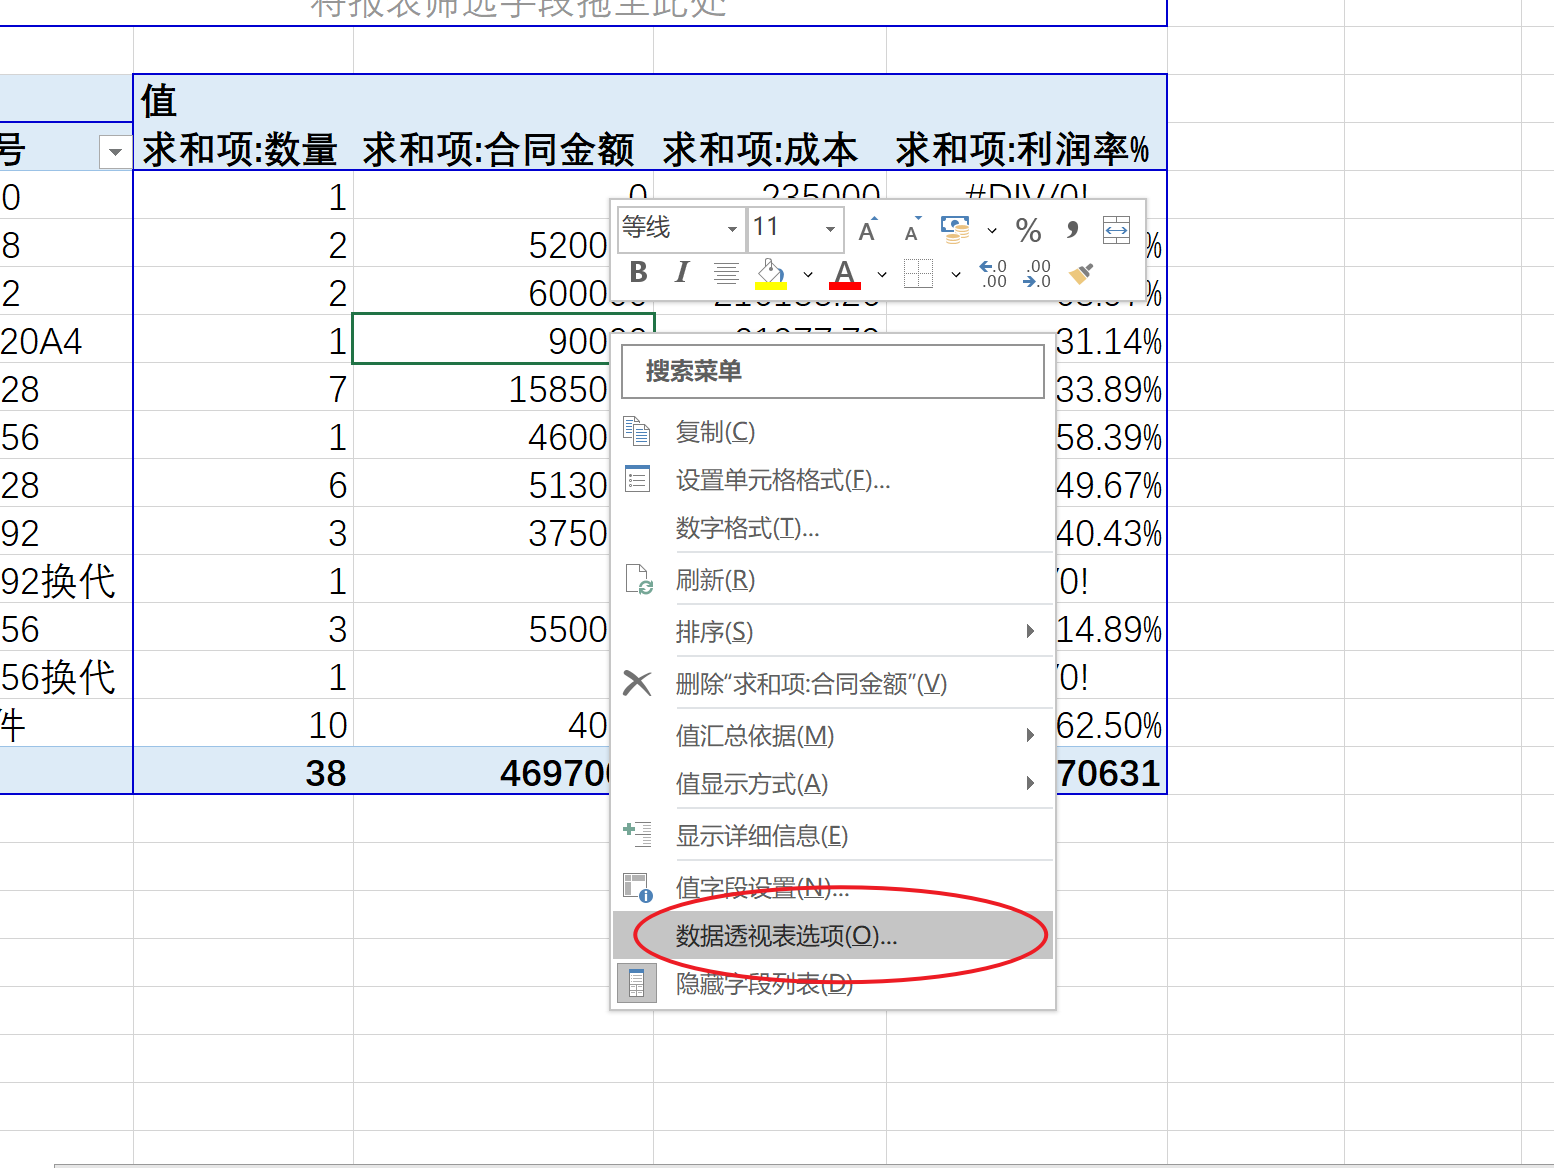 将报表筛选字段拖至此处
值
号 求和项:数量 求和项:合同金额 求和项:成本 求和项:利润率%
0 1 0 235000 #DIV/0!
8 2 5200 %
2 2 600000 %
20A4 1 90000 31.14%
28 7 15850 33.89%
56 1 4600 58.39%
28 6 5130 49.67%
92 3 3750 40.43%
92换代 1 /0!
56 3 5500 14.89%
56换代 1 /0!
件 10 40 62.50%
38 46970 70631
等线 11 A A % ,
B I A .0 .00 .00 .0
搜索菜单
复制(C)
设置单元格格式(F)...
数字格式(T)...
刷新(R)
排序(S)
删除“求和项:合同金额”(V)
值汇总依据(M)
值显示方式(A)
显示详细信息(E)
值字段设置(N)...
数据透视表选项(O)...
隐藏字段列表(D)